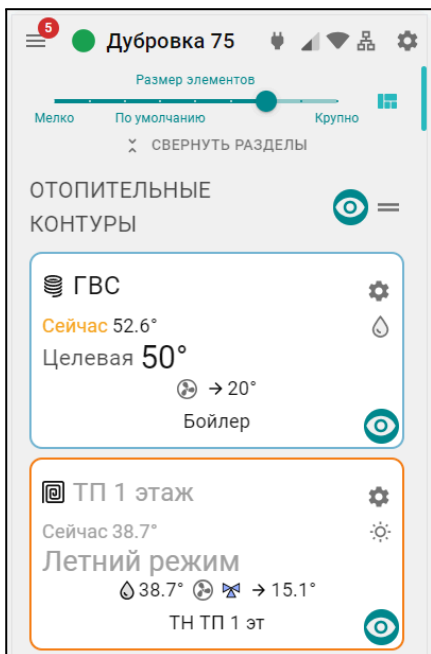 5
Дубровка 75
Размер элементов
Мелко По умолчанию Крупно
СВЕРНУТЬ РАЗДЕЛЫ
ОТОПИТЕЛЬНЫЕ
КОНТУРЫ
ГВС
Сейчас 52.6°
Целевая 50°
→ 20°
Бойлер
ТП 1 этаж
Сейчас 38.7°
Летний режим
38.7° → 15.1°
ТН ТП 1 эт